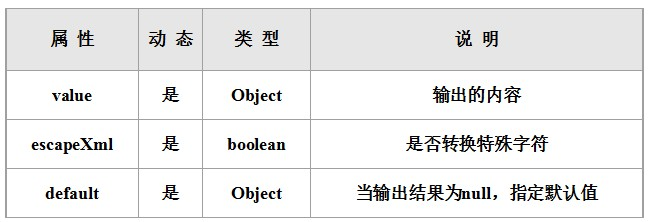 属 性 动 态 类 型 说 明
value 是 Object 输出的内容
escapeXml 是 boolean 是否转换特殊字符
default 是 Object 当输出结果为null，指定默认值